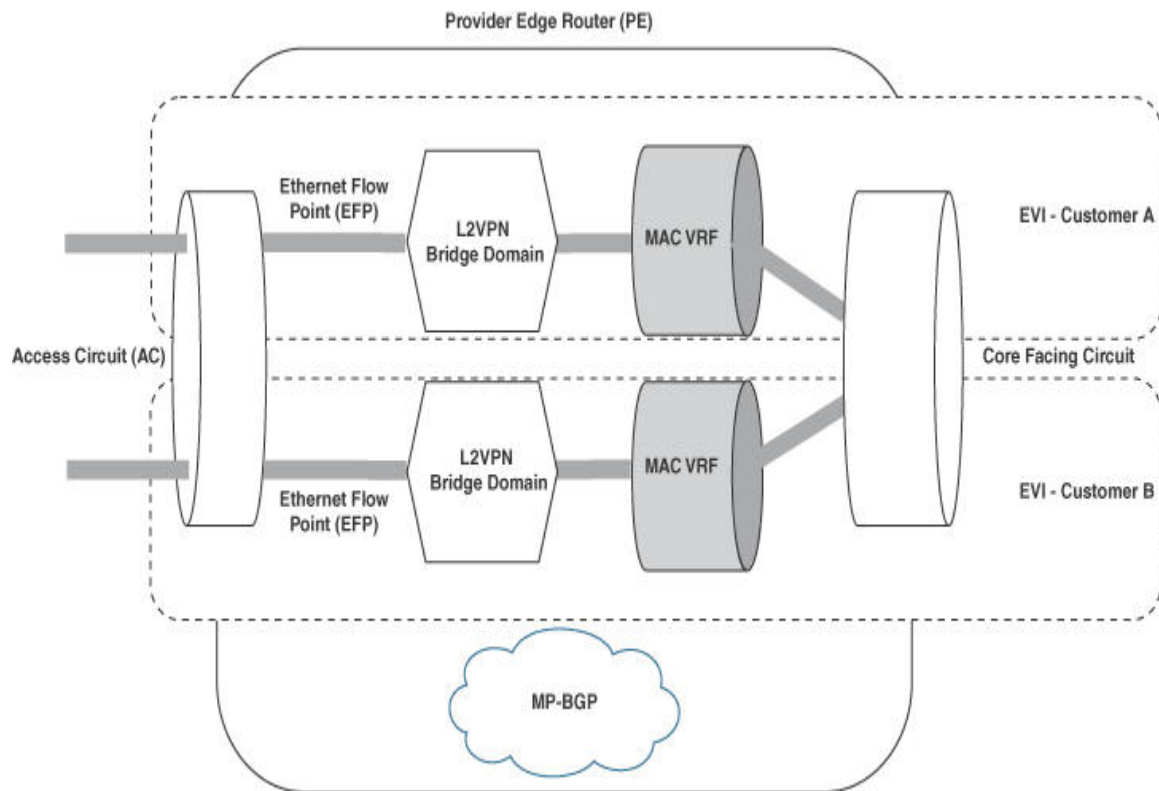 Provider Edge Router (PE)
Ethernet Flow
Point (EFP)
L2VPN
Bridge Domain
MAC VRF
EVI - Customer A
Access Circuit (AC)
Core Facing Circuit
L2VPN
Bridge Domain
MAC VRF
Ethernet Flow
Point (EFP)
EVI - Customer B
MP-BGP